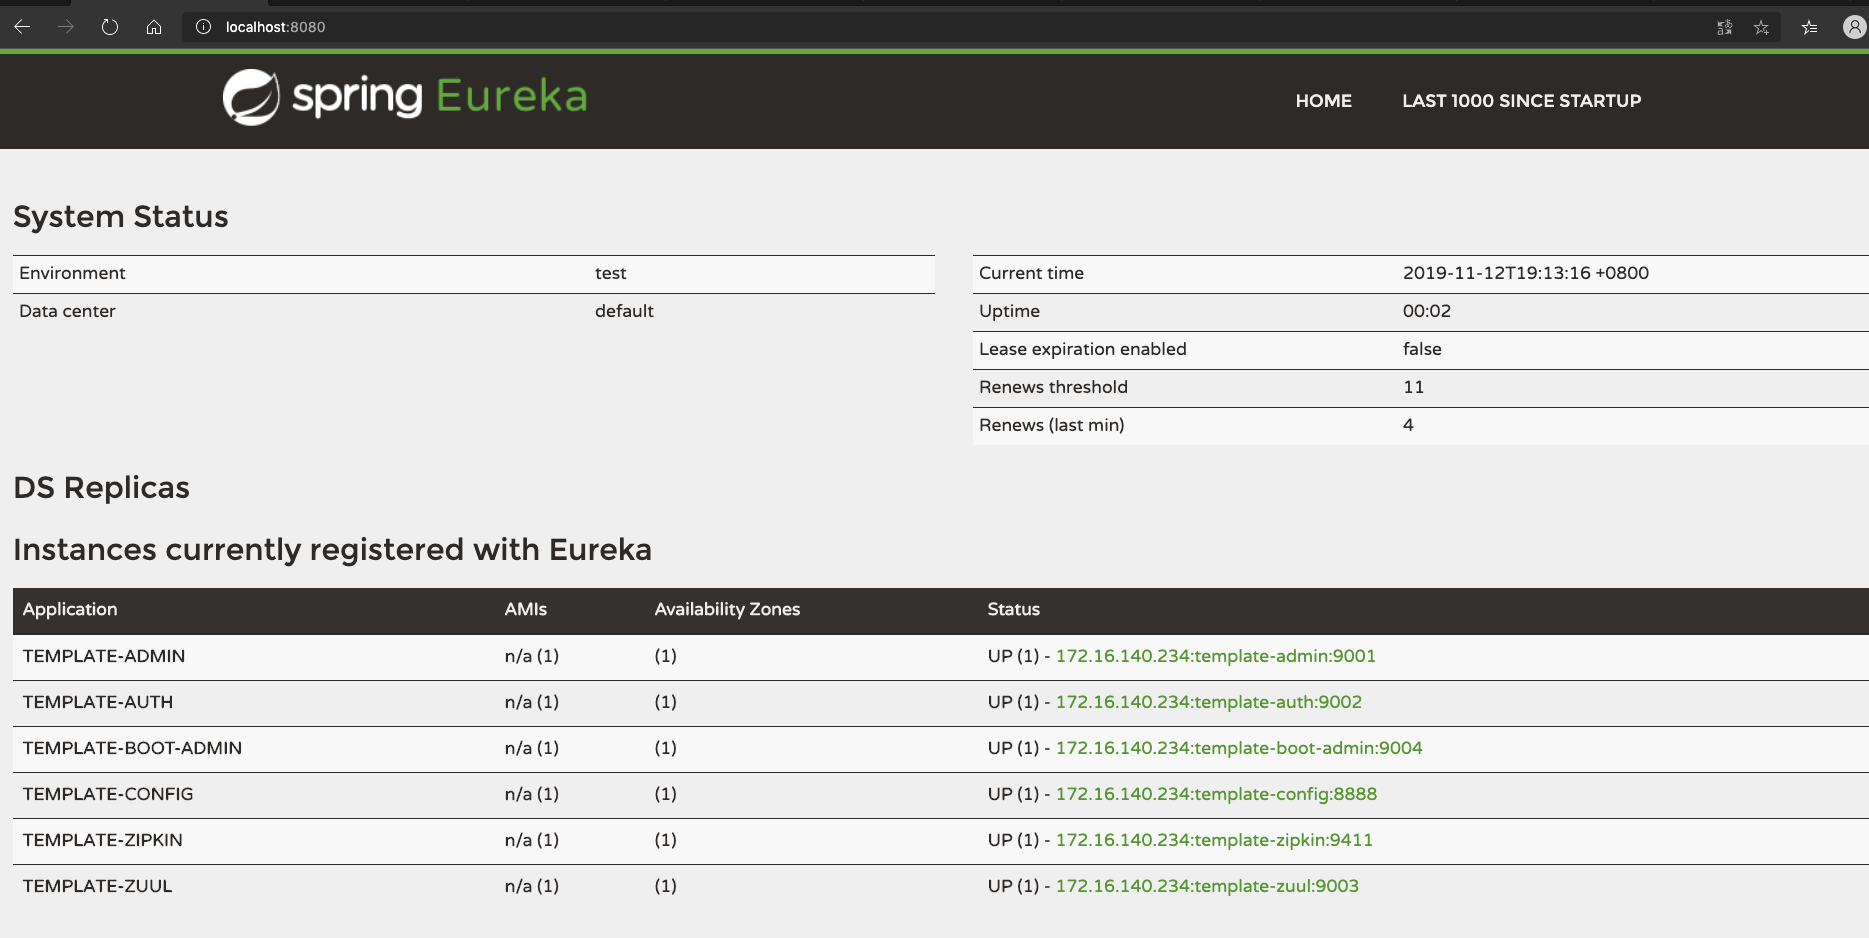 localhost:8080
spring Eureka
HOME LAST 1000 SINCE STARTUP
System Status
Environment test
Data center default
Current time 2019-11-12T19:13:16 +0800
Uptime 00:02
Lease expiration enabled false
Renews threshold 11
Renews (last min) 4
DS Replicas
Instances currently registered with Eureka
Application AMIs Availability Zones Status
TEMPLATE-ADMIN n/a (1) (1) UP (1) - 172.16.140.234:template-admin:9001
TEMPLATE-AUTH n/a (1) (1) UP (1) - 172.16.140.234:template-auth:9002
TEMPLATE-BOOT-ADMIN n/a (1) (1) UP (1) - 172.16.140.234:template-boot-admin:9004
TEMPLATE-CONFIG n/a (1) (1) UP (1) - 172.16.140.234:template-config:8888
TEMPLATE-ZIPKIN n/a (1) (1) UP (1) - 172.16.140.234:template-zipkin:9411
TEMPLATE-ZUUL n/a (1) (1) UP (1) - 172.16.140.234:template-zuul:9003